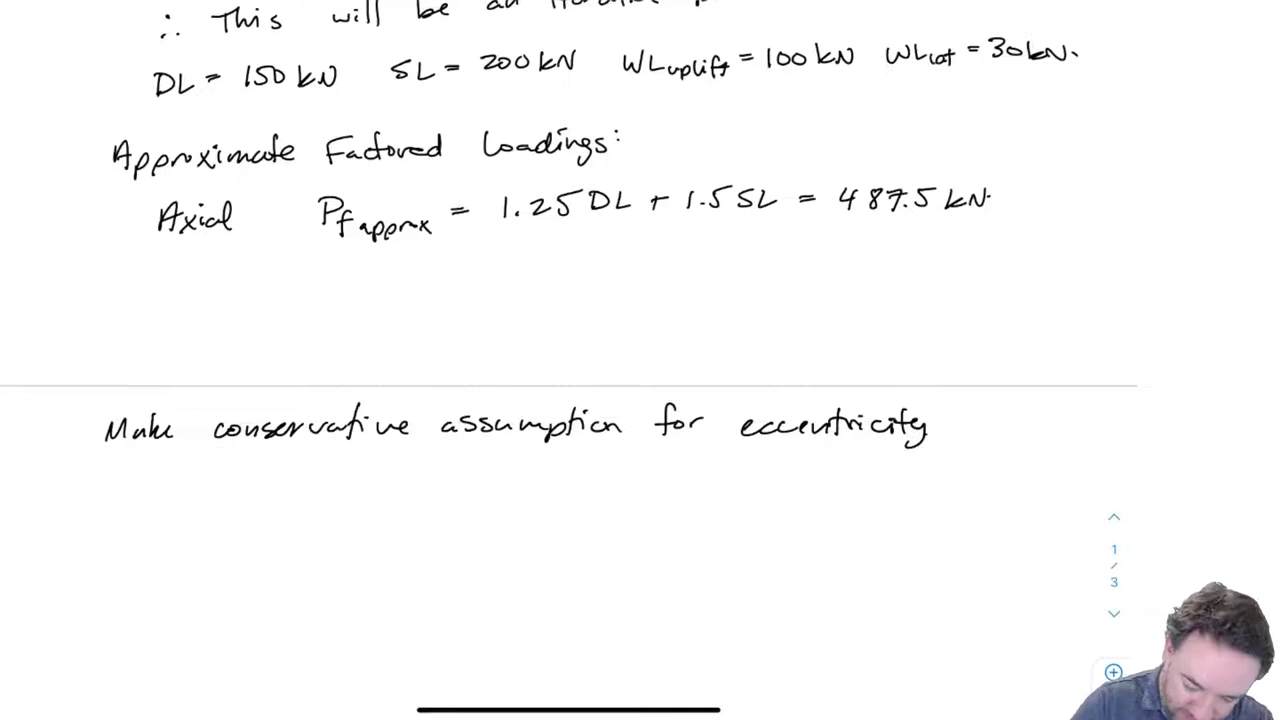 ∴ This will be an
DL = 150 kN SL = 200 kN WLuplift = 100 kN WLlat = 30 kN.
Approximate Factored Loadings:
Axial Pf approx = 1.25 DL + 1.5 SL = 487.5 kN.
Make conservative assumption for eccentricity
1
/
3